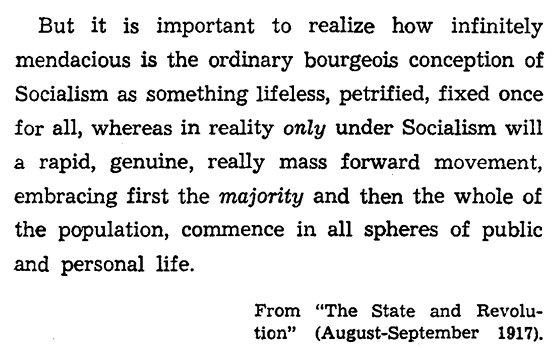 But it is important to realize how infinitely
mendacious is the ordinary bourgeois conception of
Socialism as something lifeless, petrified, fixed once
for all, whereas in reality only under Socialism will
a rapid, genuine, really mass forward movement,
embracing first the majority and then the whole of
the population, commence in all spheres of public
and personal life.
From "The State and Revolu-
tion" (August-September 1917).